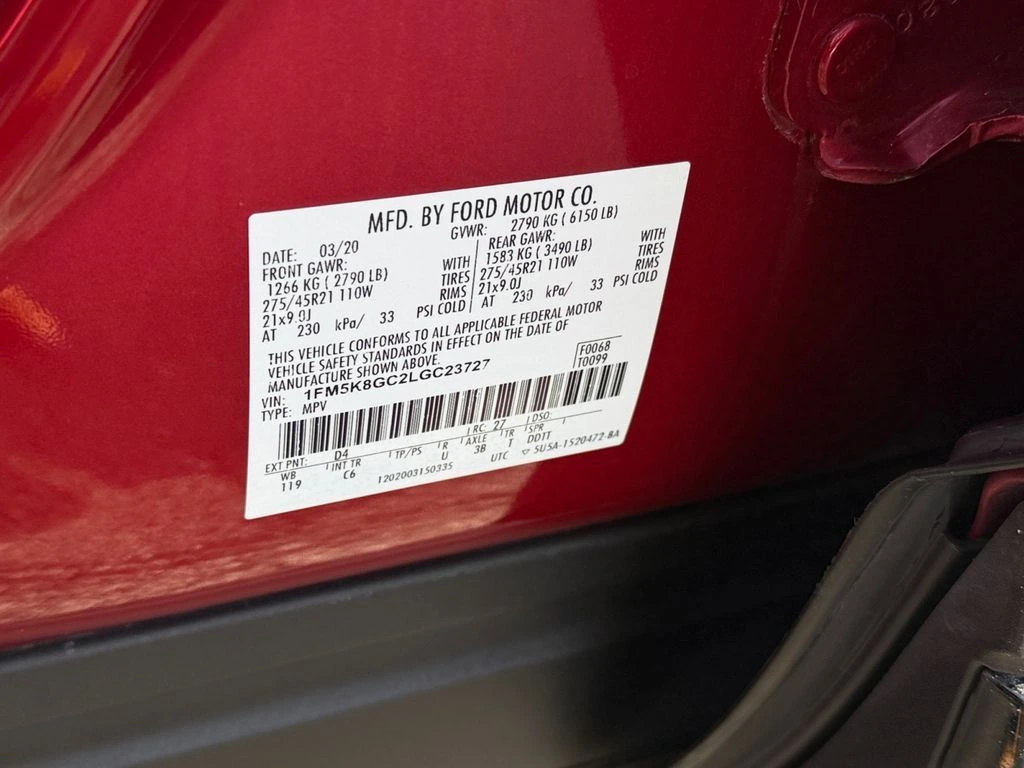 MFD. BY FORD MOTOR CO.
DATE: 03/20 GVWR: 2790 KG ( 6150 LB)
FRONT GAWR: REAR GAWR:
1266 KG ( 2790 LB) WITH 1583 KG ( 3490 LB) WITH
275/45R21 110W TIRES 275/45R21 110W TIRES
21x9.0J RIMS 21x9.0J RIMS
AT 230 kPa/ 33 PSI COLD AT 230 kPa/ 33 PSI COLD
THIS VEHICLE CONFORMS TO ALL APPLICABLE FEDERAL MOTOR
VEHICLE SAFETY STANDARDS IN EFFECT ON THE DATE OF
MANUFACTURE SHOWN ABOVE.
VIN: 1FM5K8GC2LGC23727 F0068
TYPE: MPV T0099
EXT PNT: D4 RC: 27 DSO:
WB INT TR TP/PS R AXLE TR SPR
119 C6 U 3B T DDTT
1202003150335 UTC 5U5A-1520472-BA